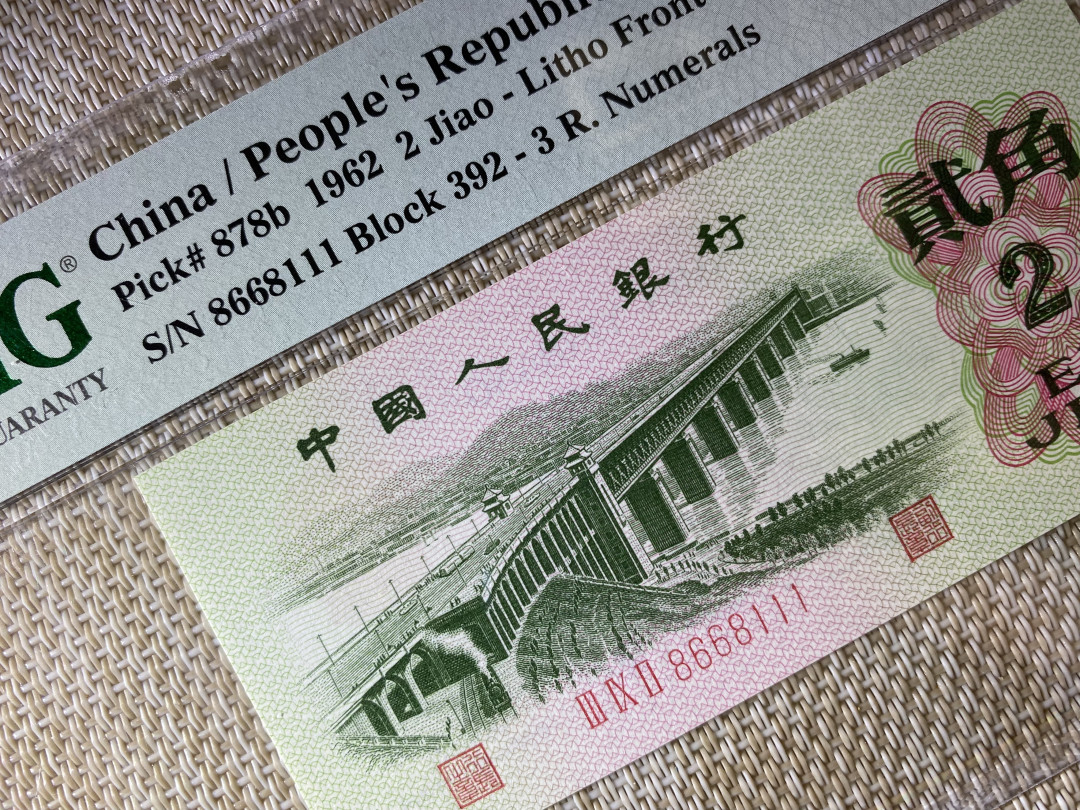 China / People's Republi
Pick# 878b 1962 2 Jiao - Litho Front
S/N 8668111 Block 392 - 3 R. Numerals
G®
UARANTY
中國人民銀行
貳角
2
E
JI
III IX II 8668111